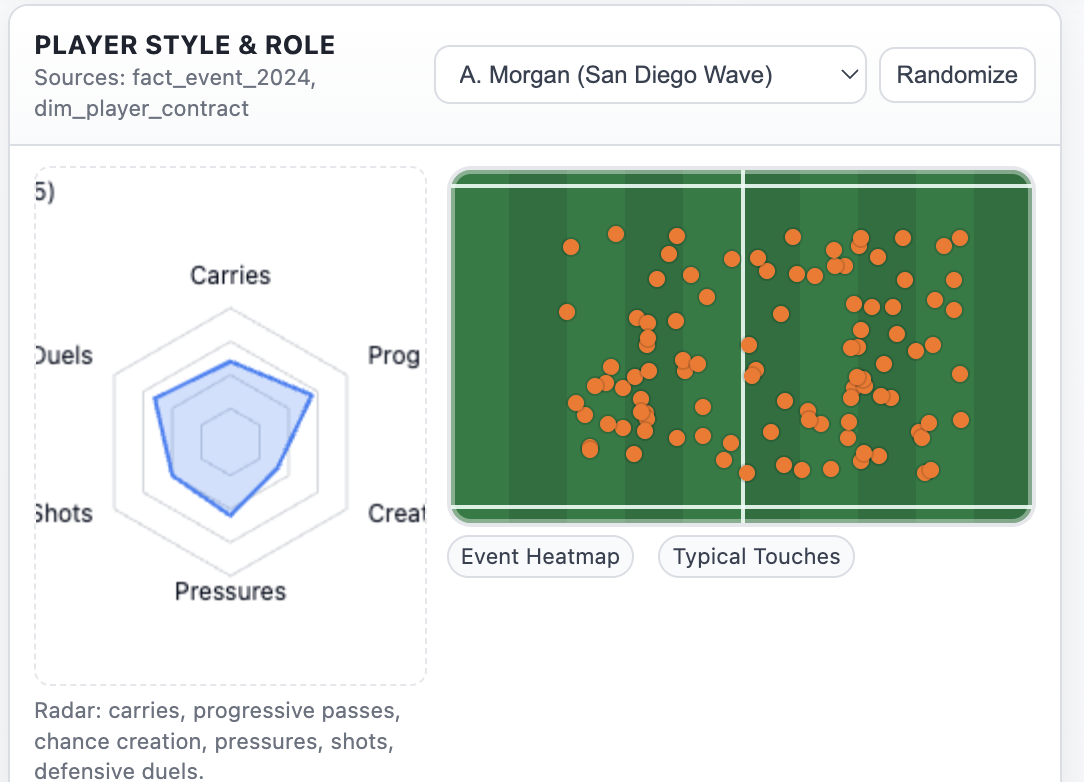 PLAYER STYLE & ROLE
Sources: fact_event_2024,
dim_player_contract
A. Morgan (San Diego Wave)
Randomize
5)
Carries
Duels
Prog
Shots
Creat
Pressures
Event Heatmap
Typical Touches
Radar: carries, progressive passes,
chance creation, pressures, shots,
defensive duels.